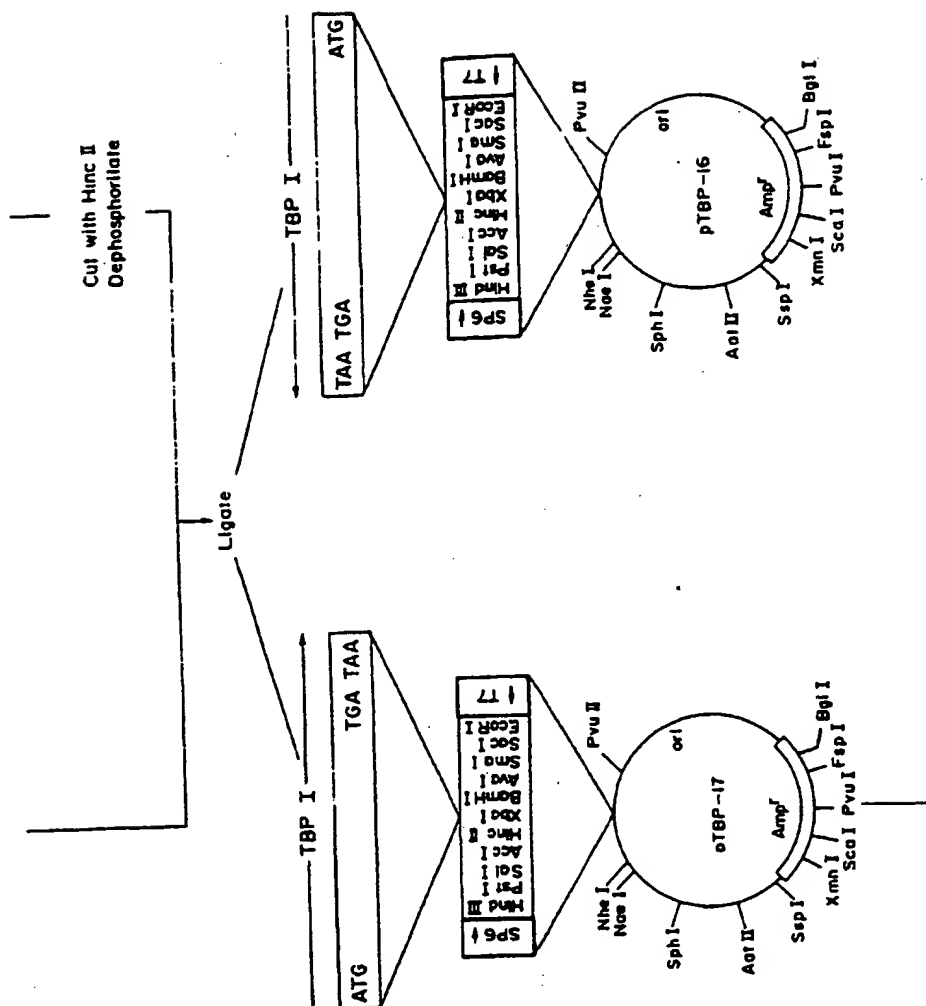 Cut with Hinc II
Dephosphorilate
Ligate
TBP I
ATG
TGA TAA
SP6
Hind III
Pst I
Sal I
Acc I
Hinc II
Xba I
BamH I
Ava I
Sma I
Sac I
EcoR I
T7
Nhe I
Nae I
Pvu II
Sph I
ori
pTBP-17
Aat II
Amp r
Ssp I
Xmn I
Sca I
Pvu I
Fsp I
Bgl I
TBP I
TAA TGA
ATG
SP6
Hind III
Pst I
Sal I
Acc I
Hinc II
Xba I
BamH I
Ava I
Sma I
Sac I
EcoR I
T7
Nhe I
Nae I
Pvu II
Sph I
ori
pTBP-16
Aat II
Amp r
Ssp I
Xmn I
Sca I
Pvu I
Fsp I
Bgl I